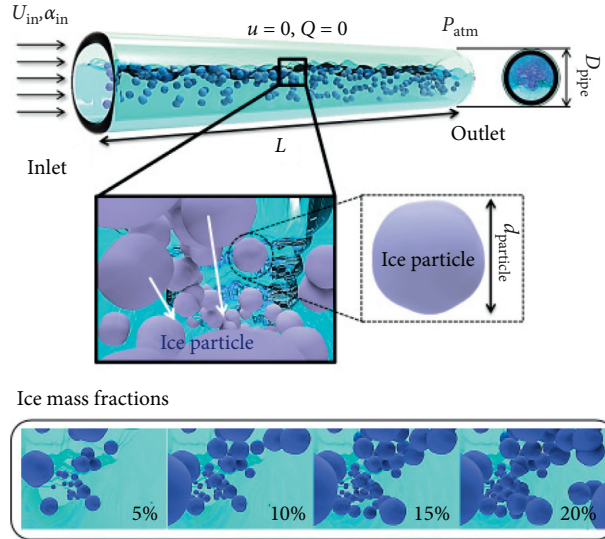 U_in, α_in
u = 0, Q = 0
P_atm
D_pipe
L
Outlet
Inlet
Ice particle
d_particle
Ice particle
Ice mass fractions
5%
10%
15%
20%